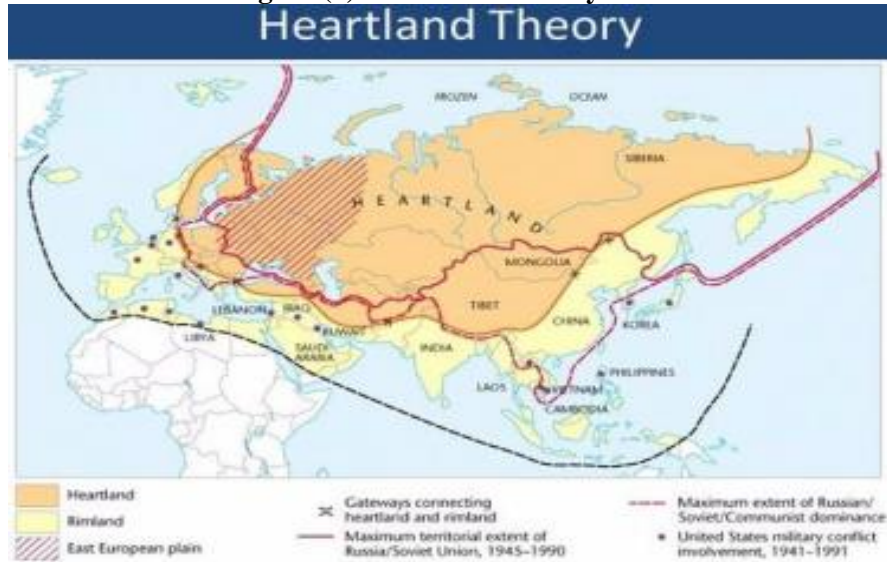 Heartland Theory
FROZEN OCEAN
SIBERIA
HEARTLAND
MONGOLIA
TIBET
CHINA
KOREA
LEBANON
IRAQ
KUWAIT
LIBYA
SAUDI
ARABIA
INDIA
LAOS
VIETNAM
PHILIPPINES
CAMBODIA
Heartland
Rimland
East European plain
Gateways connecting
heartland and rimland
Maximum territorial extent of
Russia/Soviet Union, 1945–1990
Maximum extent of Russian/
Soviet/Communist dominance
United States military conflict
involvement, 1941–1991